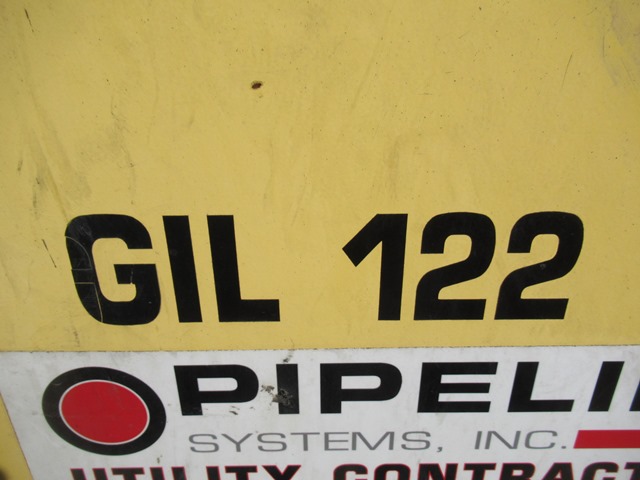 GIL 122
PIPELI
SYSTEMS, INC.
UTILITY CONTRACT